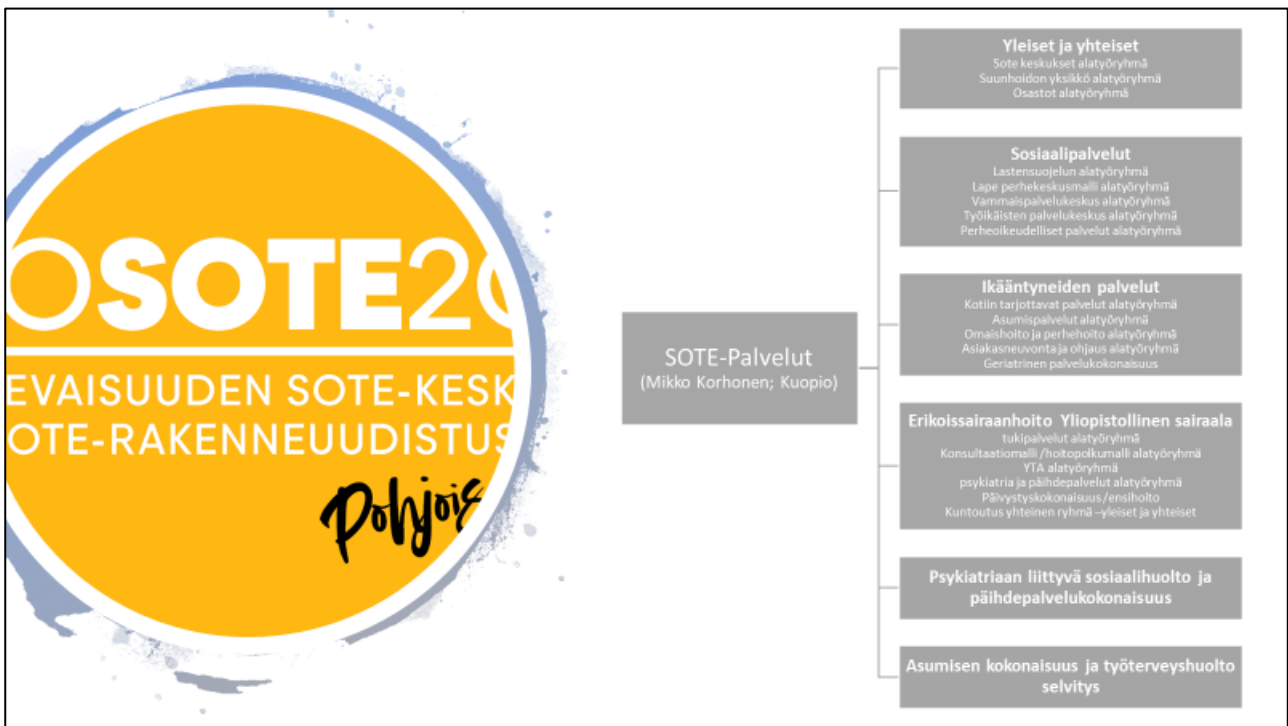 OSOTE20
EVAISUUDEN SOTE-KESK
OTE-RAKENNEUUDISTUS
Pohjois
SOTE-Palvelut
(Mikko Korhonen; Kuopio)
Yleiset ja yhteiset
Sote keskukset alatyöryhmä
Suunhoidon yksikkö alatyöryhmä
Osastot alatyöryhmä
Sosiaalipalvelut
Lastensuojelun alatyöryhmä
Lape perhekeskusmalli alatyöryhmä
Vammaispalvelukeskus alatyöryhmä
Työikäisten palvelukeskus alatyöryhmä
Perheoikeudelliset palvelut alatyöryhmä
Ikääntyneiden palvelut
Kotiin tarjottavat palvelut alatyöryhmä
Asumispalvelut alatyöryhmä
Omaishoito ja perhehoito alatyöryhmä
Asiakasneuvonta ja ohjaus alatyöryhmä
Geriatrinen palvelukokonaisuus
Erikoissairaanhoito Yliopistollinen sairaala
tukipalvelut alatyöryhmä
Konsultaatiomalli /hoitopolkumalli alatyöryhmä
YTA alatyöryhmä
psykiatria ja päihdepalvelut alatyöryhmä
Päivystyskokonaisuus /ensihoito
Kuntoutus yhteinen ryhmä –yleiset ja yhteiset
Psykiatriaan liittyvä sosiaalihuolto ja
päihdepalvelukokonaisuus
Asumisen kokonaisuus ja työterveyshuolto
selvitys